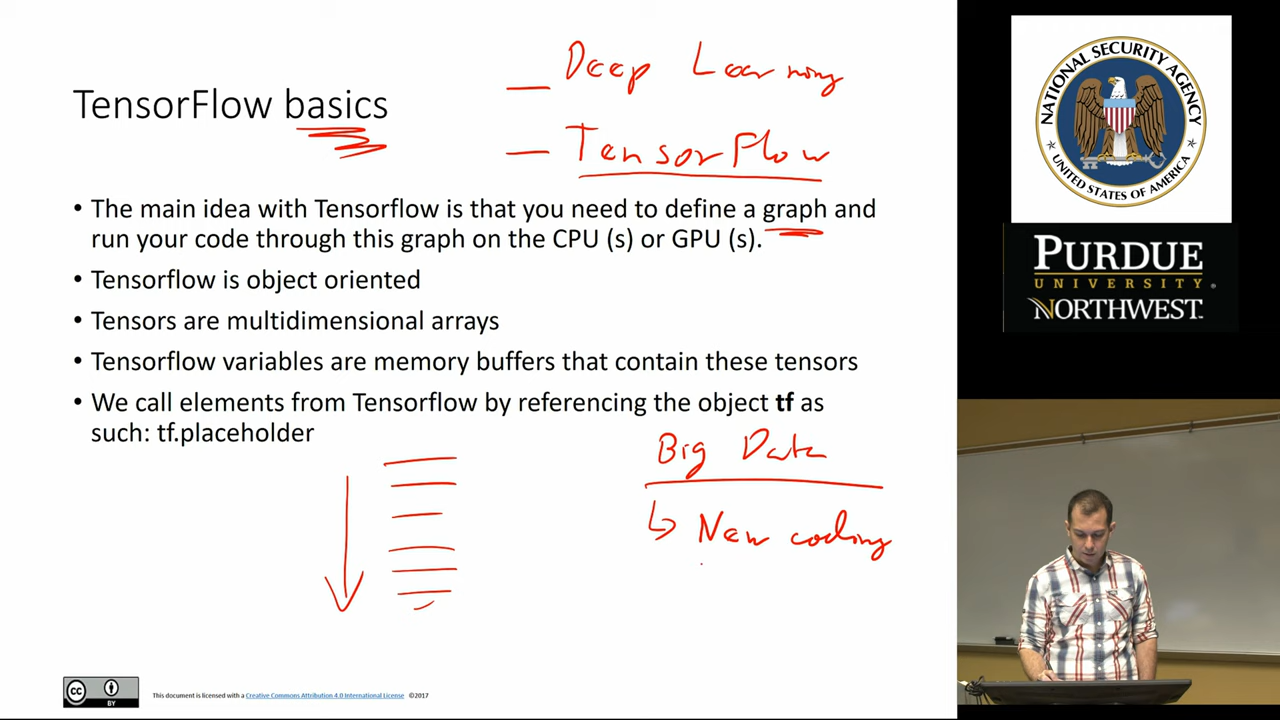 Deep Learning
TensorFlow basics
TensorFlow
• The main idea with Tensorflow is that you need to define a graph and
run your code through this graph on the CPU (s) or GPU (s).
• Tensorflow is object oriented
• Tensors are multidimensional arrays
• Tensorflow variables are memory buffers that contain these tensors
• We call elements from Tensorflow by referencing the object tf as
such: tf.placeholder
Big Data
New coding
cc
BY
This document is licensed with a Creative Commons Attribution 4.0 International License ©2017
NATIONAL SECURITY AGENCY
UNITED STATES OF AMERICA
PURDUE
UNIVERSITY
NORTHWEST